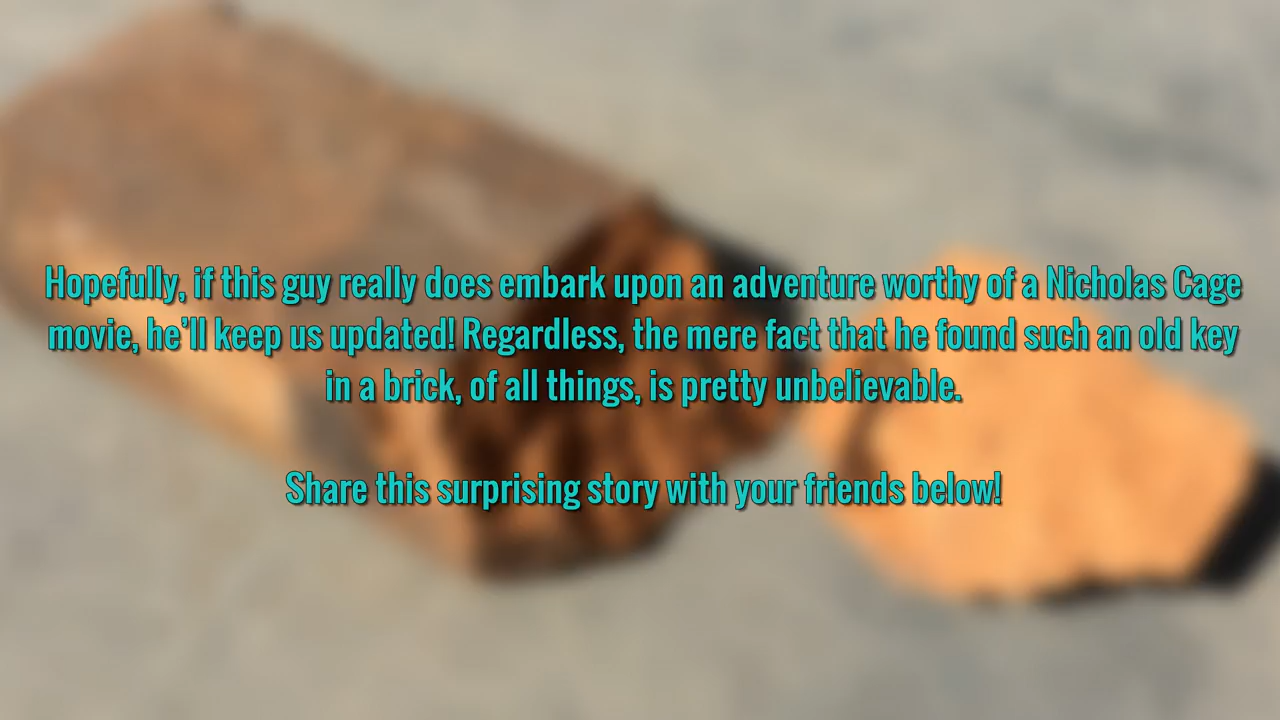 Hopefully, if this guy really does embark upon an adventure worthy of a Nicholas Cage
movie, he’ll keep us updated! Regardless, the mere fact that he found such an old key
in a brick, of all things, is pretty unbelievable.
Share this surprising story with your friends below!